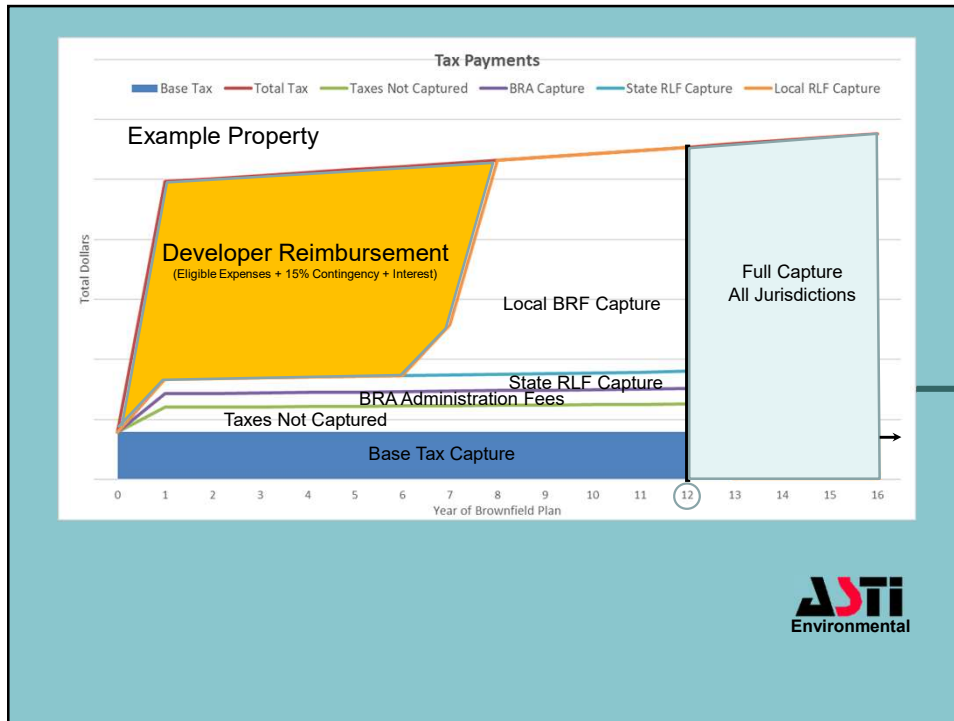 Tax Payments
Base Tax Total Tax Taxes Not Captured BRA Capture State RLF Capture Local RLF Capture
Example Property
Total Dollars
Developer Reimbursement
(Eligible Expenses + 15% Contingency + Interest)
Full Capture
All Jurisdictions
Local BRF Capture
State RLF Capture
BRA Administration Fees
Taxes Not Captured
Base Tax Capture
0 1 2 3 4 5 6 7 8 9 10 11 12 13 14 15 16
Year of Brownfield Plan
ASTi
Environmental